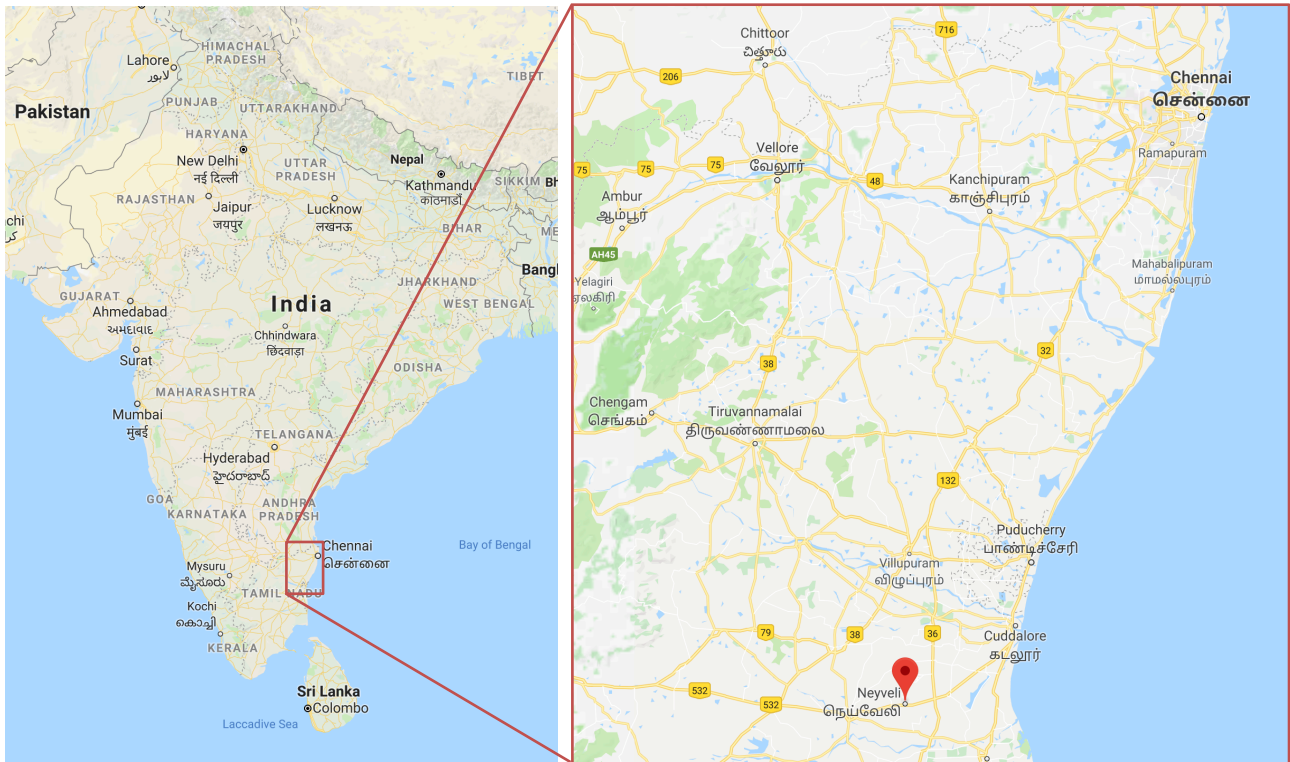 HIMACHAL
PRADESH
Lahore
لاہور
TIBET
Pakistan
PUNJAB
UTTARAKHAND
HARYANA
New Delhi
नई दिल्ली
UTTAR
PRADESH
Nepal
Kathmandu
काठमाडौं
SIKKIM
Bh
RAJASTHAN
Jaipur
जयपुर
Lucknow
लखनऊ
chi
BIHAR
ME
Bangl
GUJARAT
Ahmedabad
અમદાવાદ
JHARKHAND
WEST BENGAL
India
Chhindwara
छिंदवाड़ा
Surat
ODISHA
MAHARASHTRA
Mumbai
मुंबई
TELANGANA
Hyderabad
హైదరాబాద్
GOA
KARNATAKA
ANDHRA
PRADESH
Bay of Bengal
Chennai
சென்னை
Mysuru
ಮೈಸೂರು
TAMIL NADU
Kochi
കൊച്ചി
KERALA
Sri Lanka
Colombo
Laccadive Sea
Chittoor
చిత్తూరు
716
206
Chennai
சென்னை
Ramapuram
Vellore
வேலூர்
75
75
75
48
Kanchipuram
காஞ்சிபுரம்
Ambur
ஆம்பூர்
AH45
Yelagiri
ஏலகிரி
Mahabalipuram
மாமல்லபுரம்
32
38
Chengam
செங்கம்
Tiruvannamalai
திருவண்ணாமலை
132
Puducherry
பாண்டிச்சேரி
Villupuram
விழுப்புரம்
79
38
36
Cuddalore
கடலூர்
532
532
Neyveli
நெய்வேலி